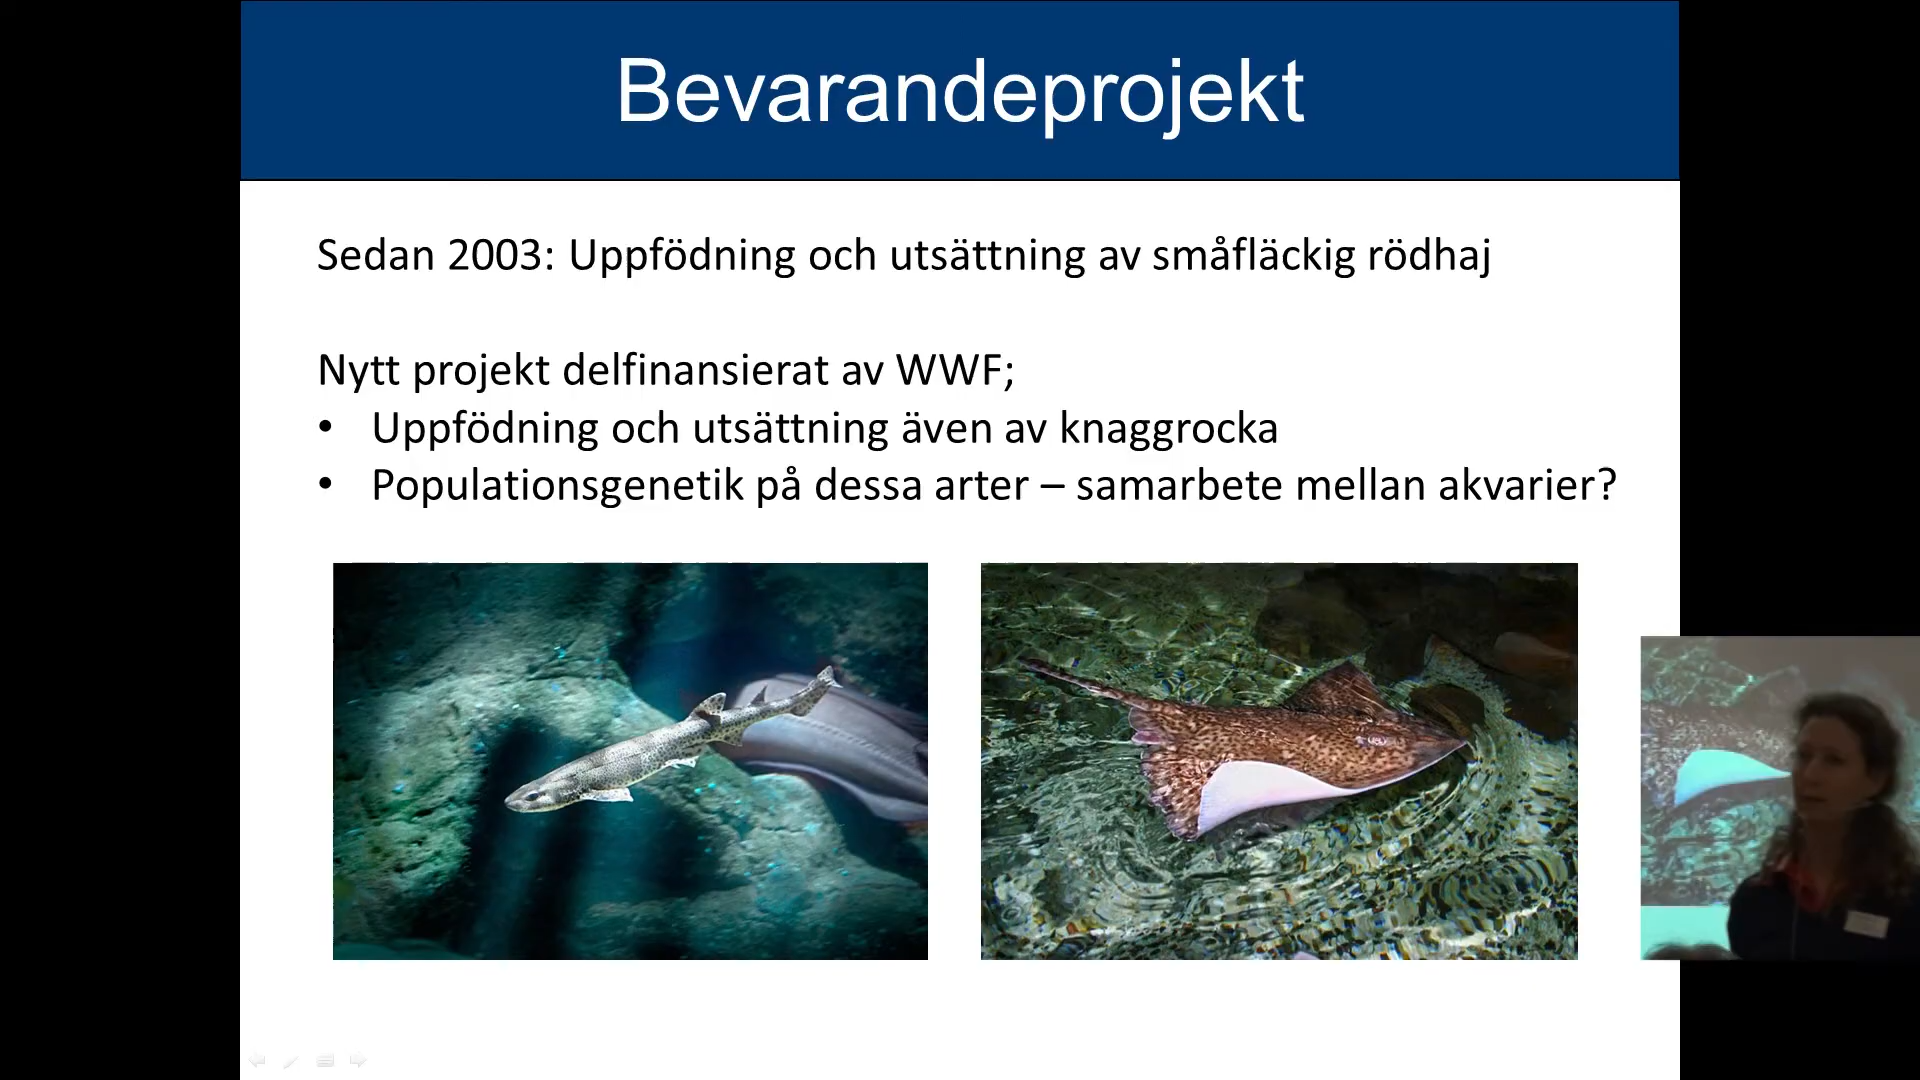 Bevarandeprojekt
Sedan 2003: Uppfödning och utsättning av småfläckig rödhaj
Nytt projekt delfinansierat av WWF;
• Uppfödning och utsättning även av knaggrocka
• Populationsgenetik på dessa arter – samarbete mellan akvarier?